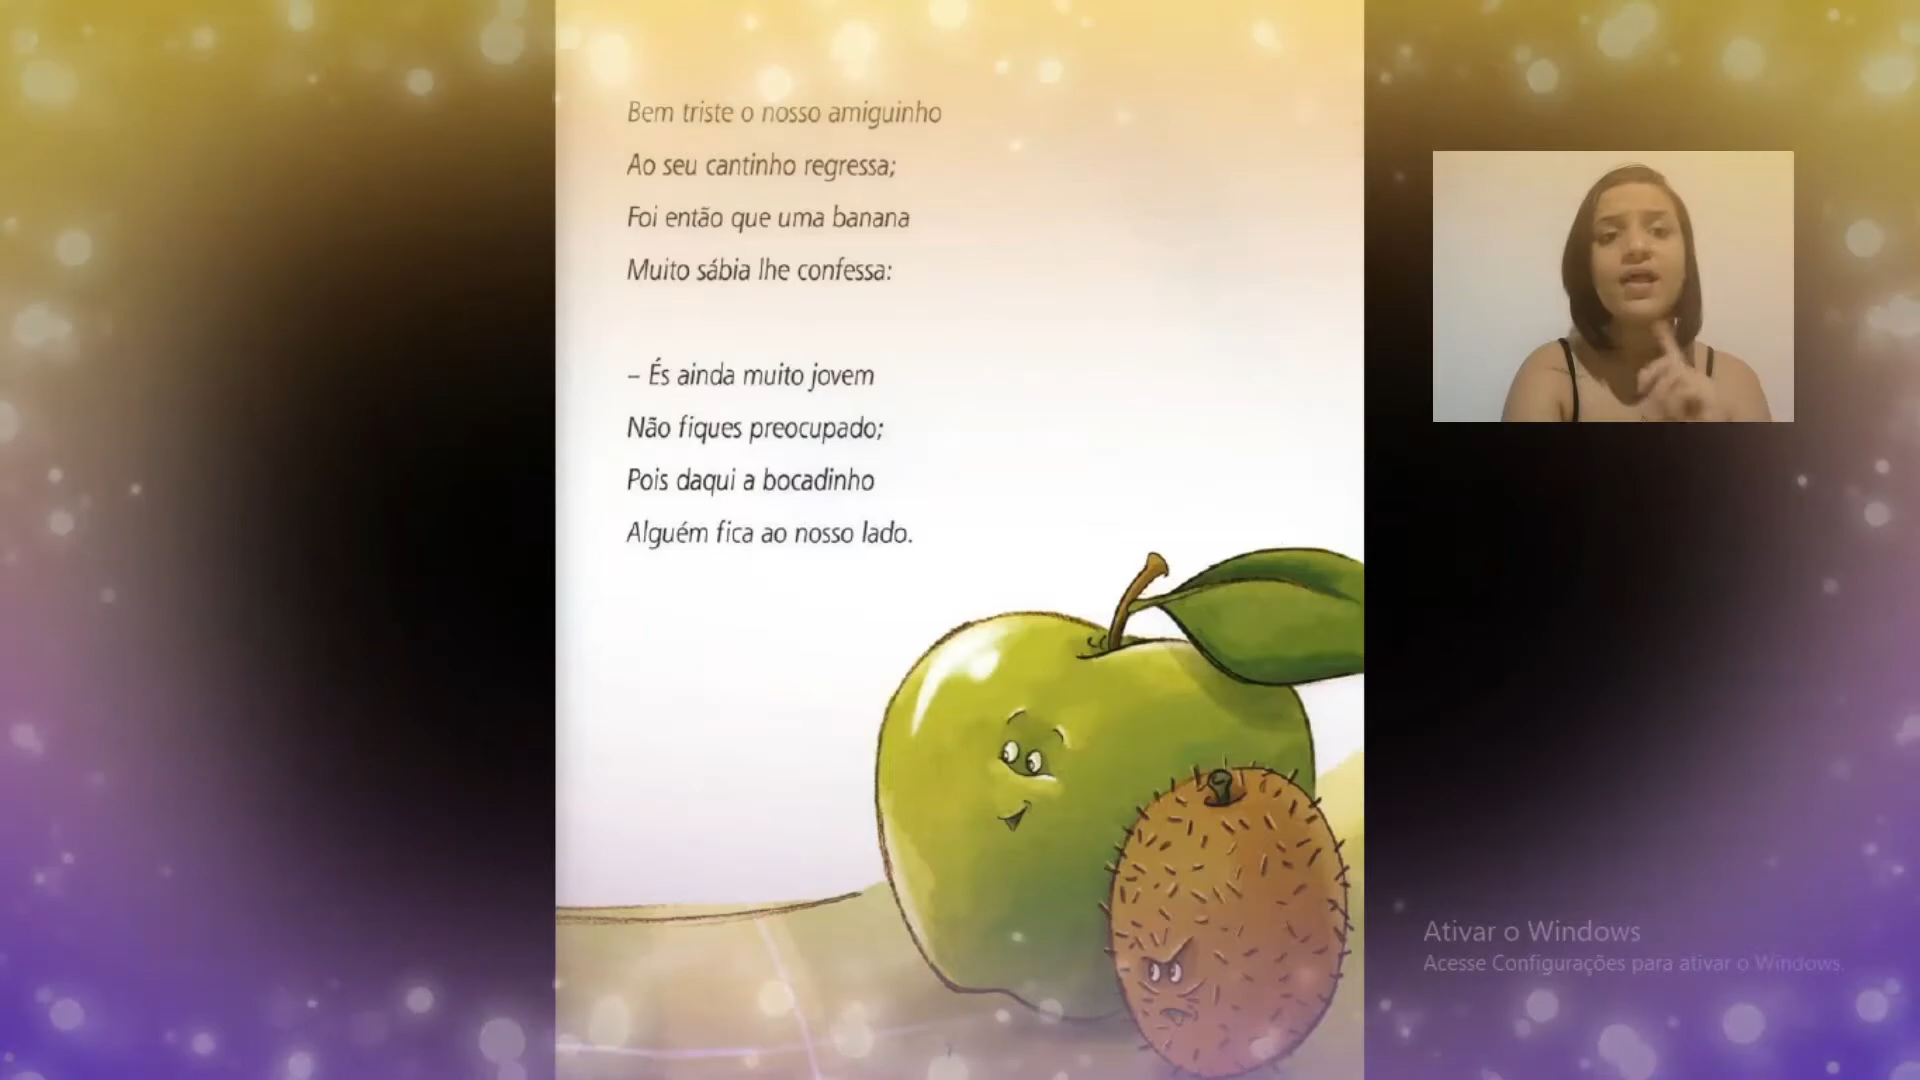 Bem triste o nosso amiguinho
Ao seu cantinho regressa;
Foi então que uma banana
Muito sábia lhe confessa:
– És ainda muito jovem
Não fiques preocupado;
Pois daqui a bocadinho
Alguém fica ao nosso lado.
Ativar o Windows
Acesse Configurações para ativar o Windows.